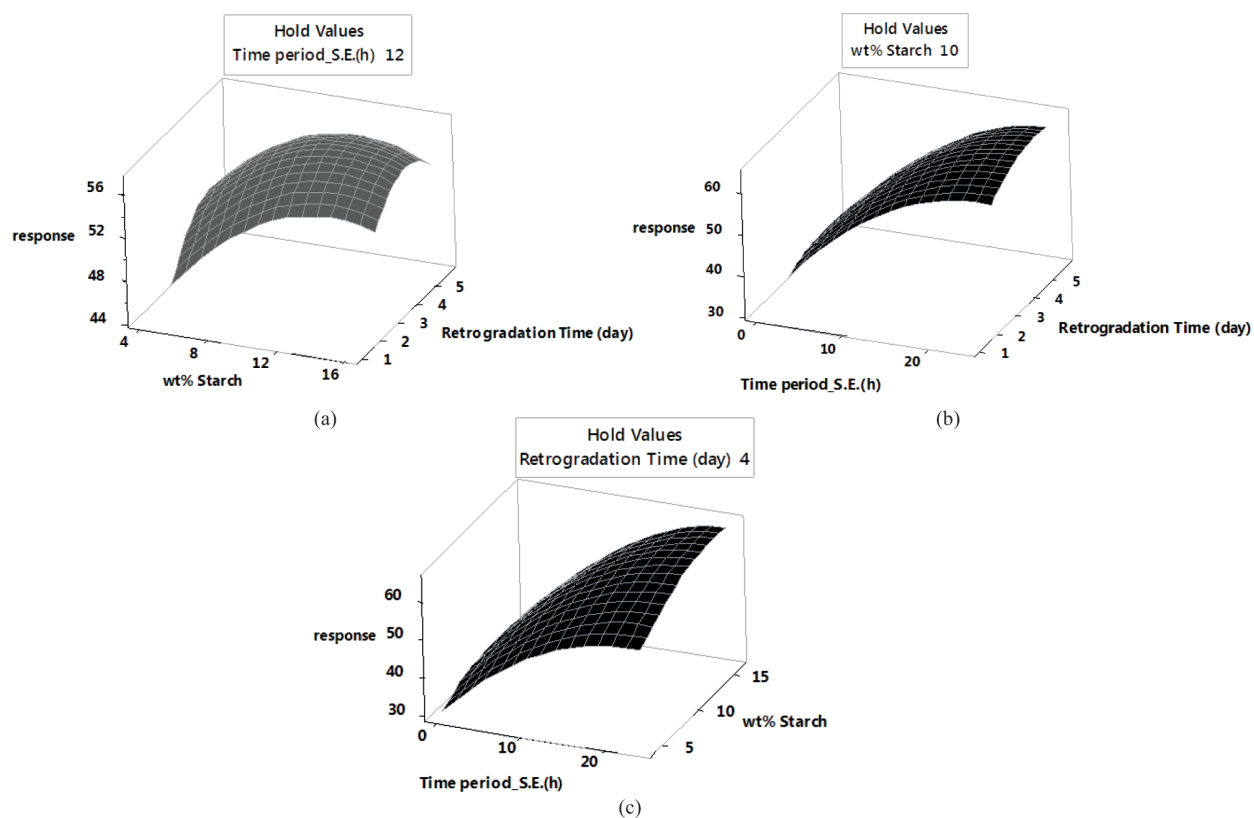 Hold Values
Time period_S.E.(h) 12
56
52
48
44
response
4
8
12
16
wt% Starch
1
2
3
4
5
Retrogradation Time (day)
(a)
Hold Values
wt% Starch 10
60
50
40
30
response
0
10
20
Time period_S.E.(h)
1
2
3
4
5
Retrogradation Time (day)
(b)
Hold Values
Retrogradation Time (day) 4
60
50
40
30
response
0
10
20
Time period_S.E.(h)
5
10
15
wt% Starch
(c)